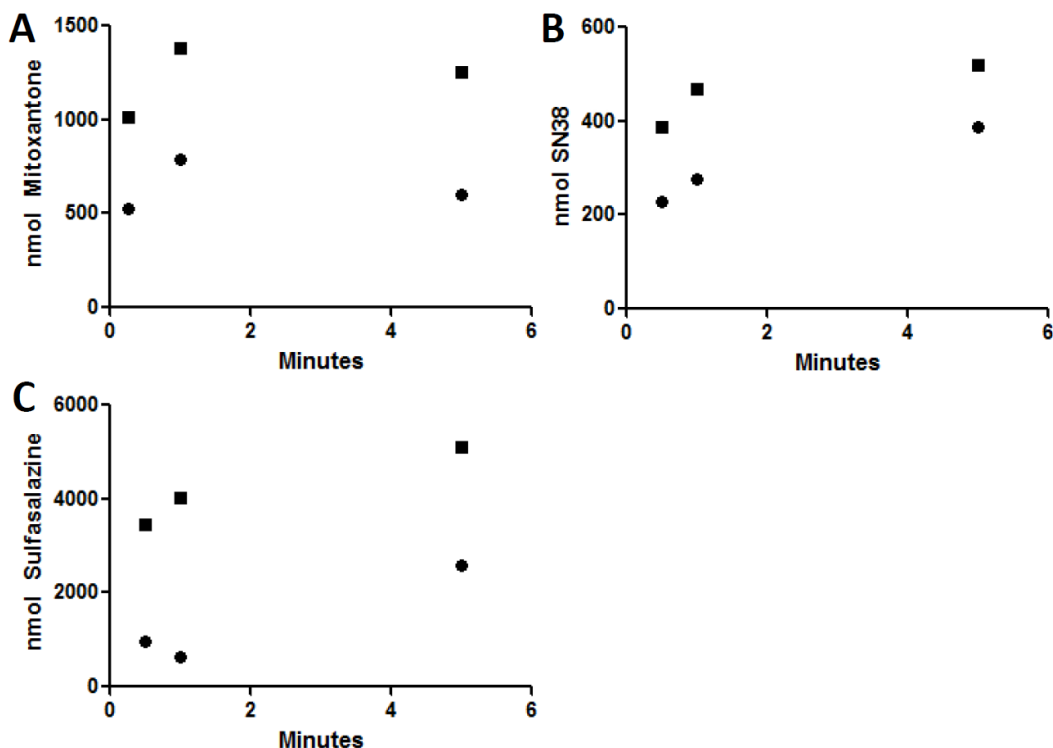 A
nmol Mitoxantone
1500
1000
500
0
0 2 4 6
Minutes
B
nmol SN38
600
400
200
0
0 2 4 6
Minutes
C
nmol Sulfasalazine
6000
4000
2000
0
0 2 4 6
Minutes